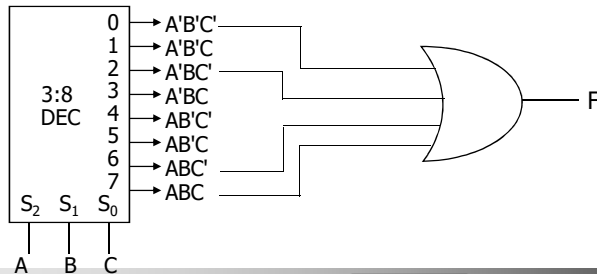 0 A'B'C'
1 A'B'C
2 A'BC'
3 A'BC
3:8
DEC
4 AB'C'
5 AB'C
6 ABC'
7 ABC
F
S₂ S₁ S₀
A B C